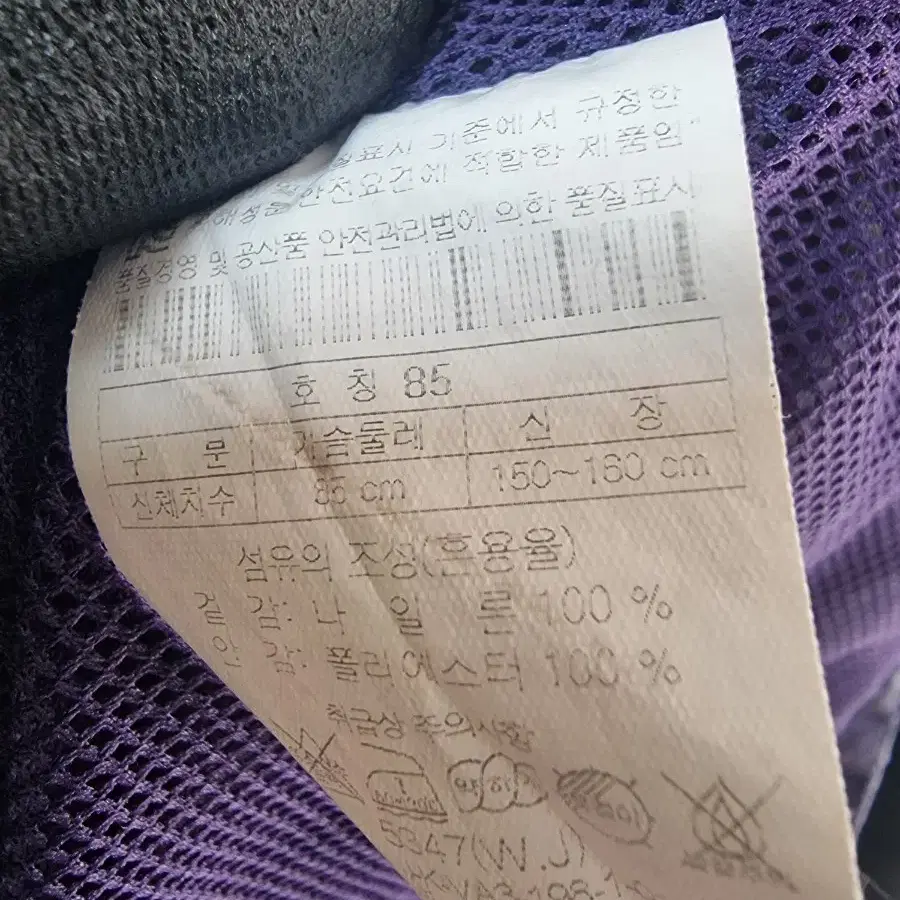 기준에서 규정한
안전요건에 적합한 제품임"
품질경영 및 공산품 안전관리법에 의한 품질표시
호 칭 85
구 분 가슴둘레 신 장
신체치수 85 cm 150~160 cm
섬유의 조성(혼용율)
겉 감: 나 일 론 100 %
안 감: 폴리에스터 100 %
취급상 주의사항
약하게
5247(W.J)